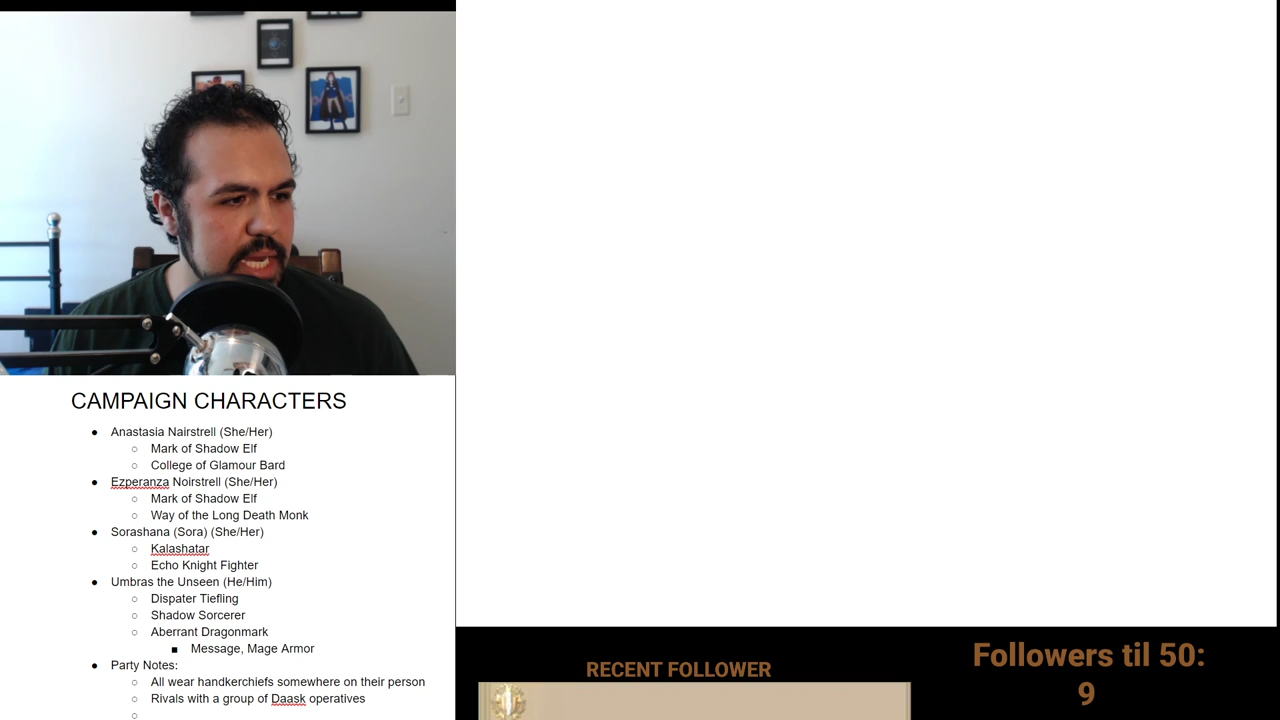 CAMPAIGN CHARACTERS
● Anastasia Nairstrell (She/Her)
○ Mark of Shadow Elf
○ College of Glamour Bard
● Ezperanza Noirstrell (She/Her)
○ Mark of Shadow Elf
○ Way of the Long Death Monk
● Sorashana (Sora) (She/Her)
○ Kalashatar
○ Echo Knight Fighter
● Umbras the Unseen (He/Him)
○ Dispater Tiefling
○ Shadow Sorcerer
○ Aberrant Dragonmark
■ Message, Mage Armor
● Party Notes:
○ All wear handkerchiefs somewhere on their person
○ Rivals with a group of Daask operatives
○
RECENT FOLLOWER
Followers til 50:
9